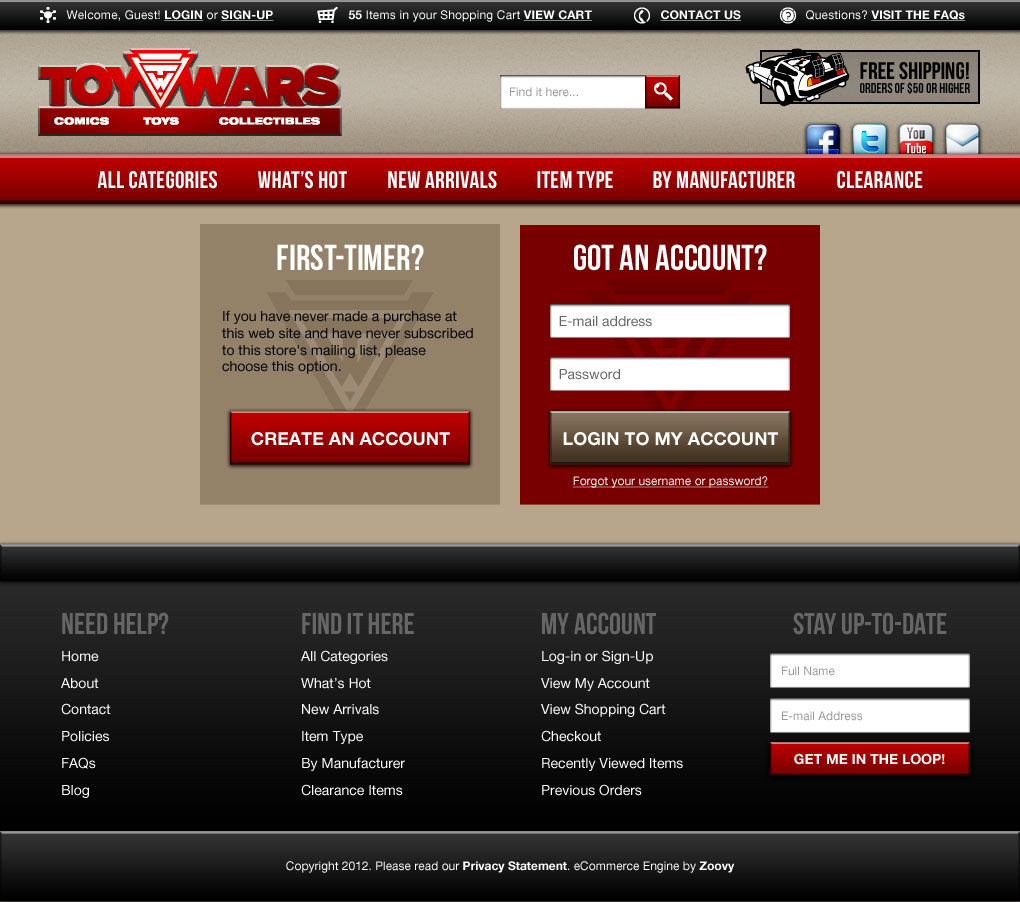 Welcome, Guest! LOGIN or SIGN-UP
55 Items in your Shopping Cart VIEW CART
CONTACT US
Questions? VISIT THE FAQs
TOY WARS
COMICS TOYS COLLECTIBLES
Find it here...
FREE SHIPPING!
ORDERS OF $50 OR HIGHER
f
t
You
Tube
ALL CATEGORIES
WHAT'S HOT
NEW ARRIVALS
ITEM TYPE
BY MANUFACTURER
CLEARANCE
FIRST-TIMER?
If you have never made a purchase at
this web site and have never subscribed
to this store's mailing list, please
choose this option.
CREATE AN ACCOUNT
GOT AN ACCOUNT?
E-mail address
Password
LOGIN TO MY ACCOUNT
Forgot your username or password?
NEED HELP?
Home
About
Contact
Policies
FAQs
Blog
FIND IT HERE
All Categories
What's Hot
New Arrivals
Item Type
By Manufacturer
Clearance Items
MY ACCOUNT
Log-in or Sign-Up
View My Account
View Shopping Cart
Checkout
Recently Viewed Items
Previous Orders
STAY UP-TO-DATE
Full Name
E-mail Address
GET ME IN THE LOOP!
Copyright 2012. Please read our Privacy Statement. eCommerce Engine by Zoovy